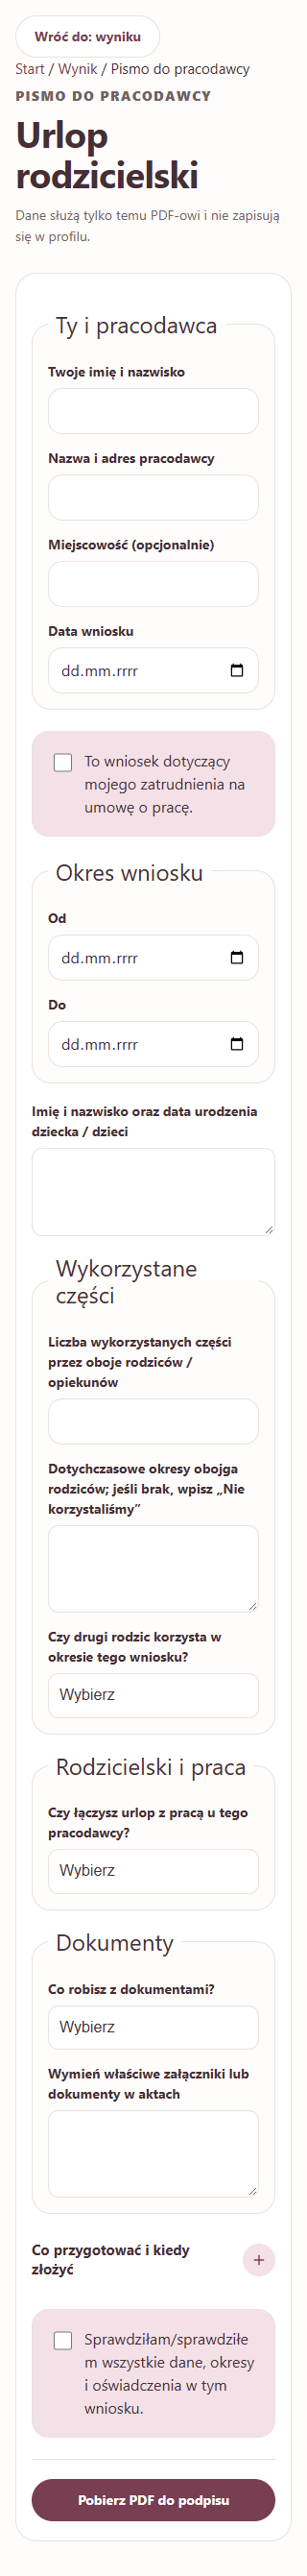 Wróć do: wyniku
Start / Wynik / Pismo do pracodawcy
PISMO DO PRACODAWCY
Urlop
rodzicielski
Dane służą tylko temu PDF-owi i nie zapisują
się w profilu.
Ty i pracodawca
Twoje imię i nazwisko
Nazwa i adres pracodawcy
Miejscowość (opcjonalnie)
Data wniosku
dd.mm.rrrr
To wniosek dotyczący
mojego zatrudnienia na
umowę o pracę.
Okres wniosku
Od
dd.mm.rrrr
Do
dd.mm.rrrr
Imię i nazwisko oraz data urodzenia
dziecka / dzieci
Wykorzystane
części
Liczba wykorzystanych części
przez oboje rodziców /
opiekunów
Dotychczasowe okresy obojga
rodziców; jeśli brak, wpisz „Nie
korzystaliśmy”
Czy drugi rodzic korzysta w
okresie tego wniosku?
Wybierz
Rodzicielski i praca
Czy łączysz urlop z pracą u tego
pracodawcy?
Wybierz
Dokumenty
Co robisz z dokumentami?
Wybierz
Wymień właściwe załączniki lub
dokumenty w aktach
Co przygotować i kiedy
złożyć
+
Sprawdziłam/sprawdziłe
m wszystkie dane, okresy
i oświadczenia w tym
wniosku.
Pobierz PDF do podpisu